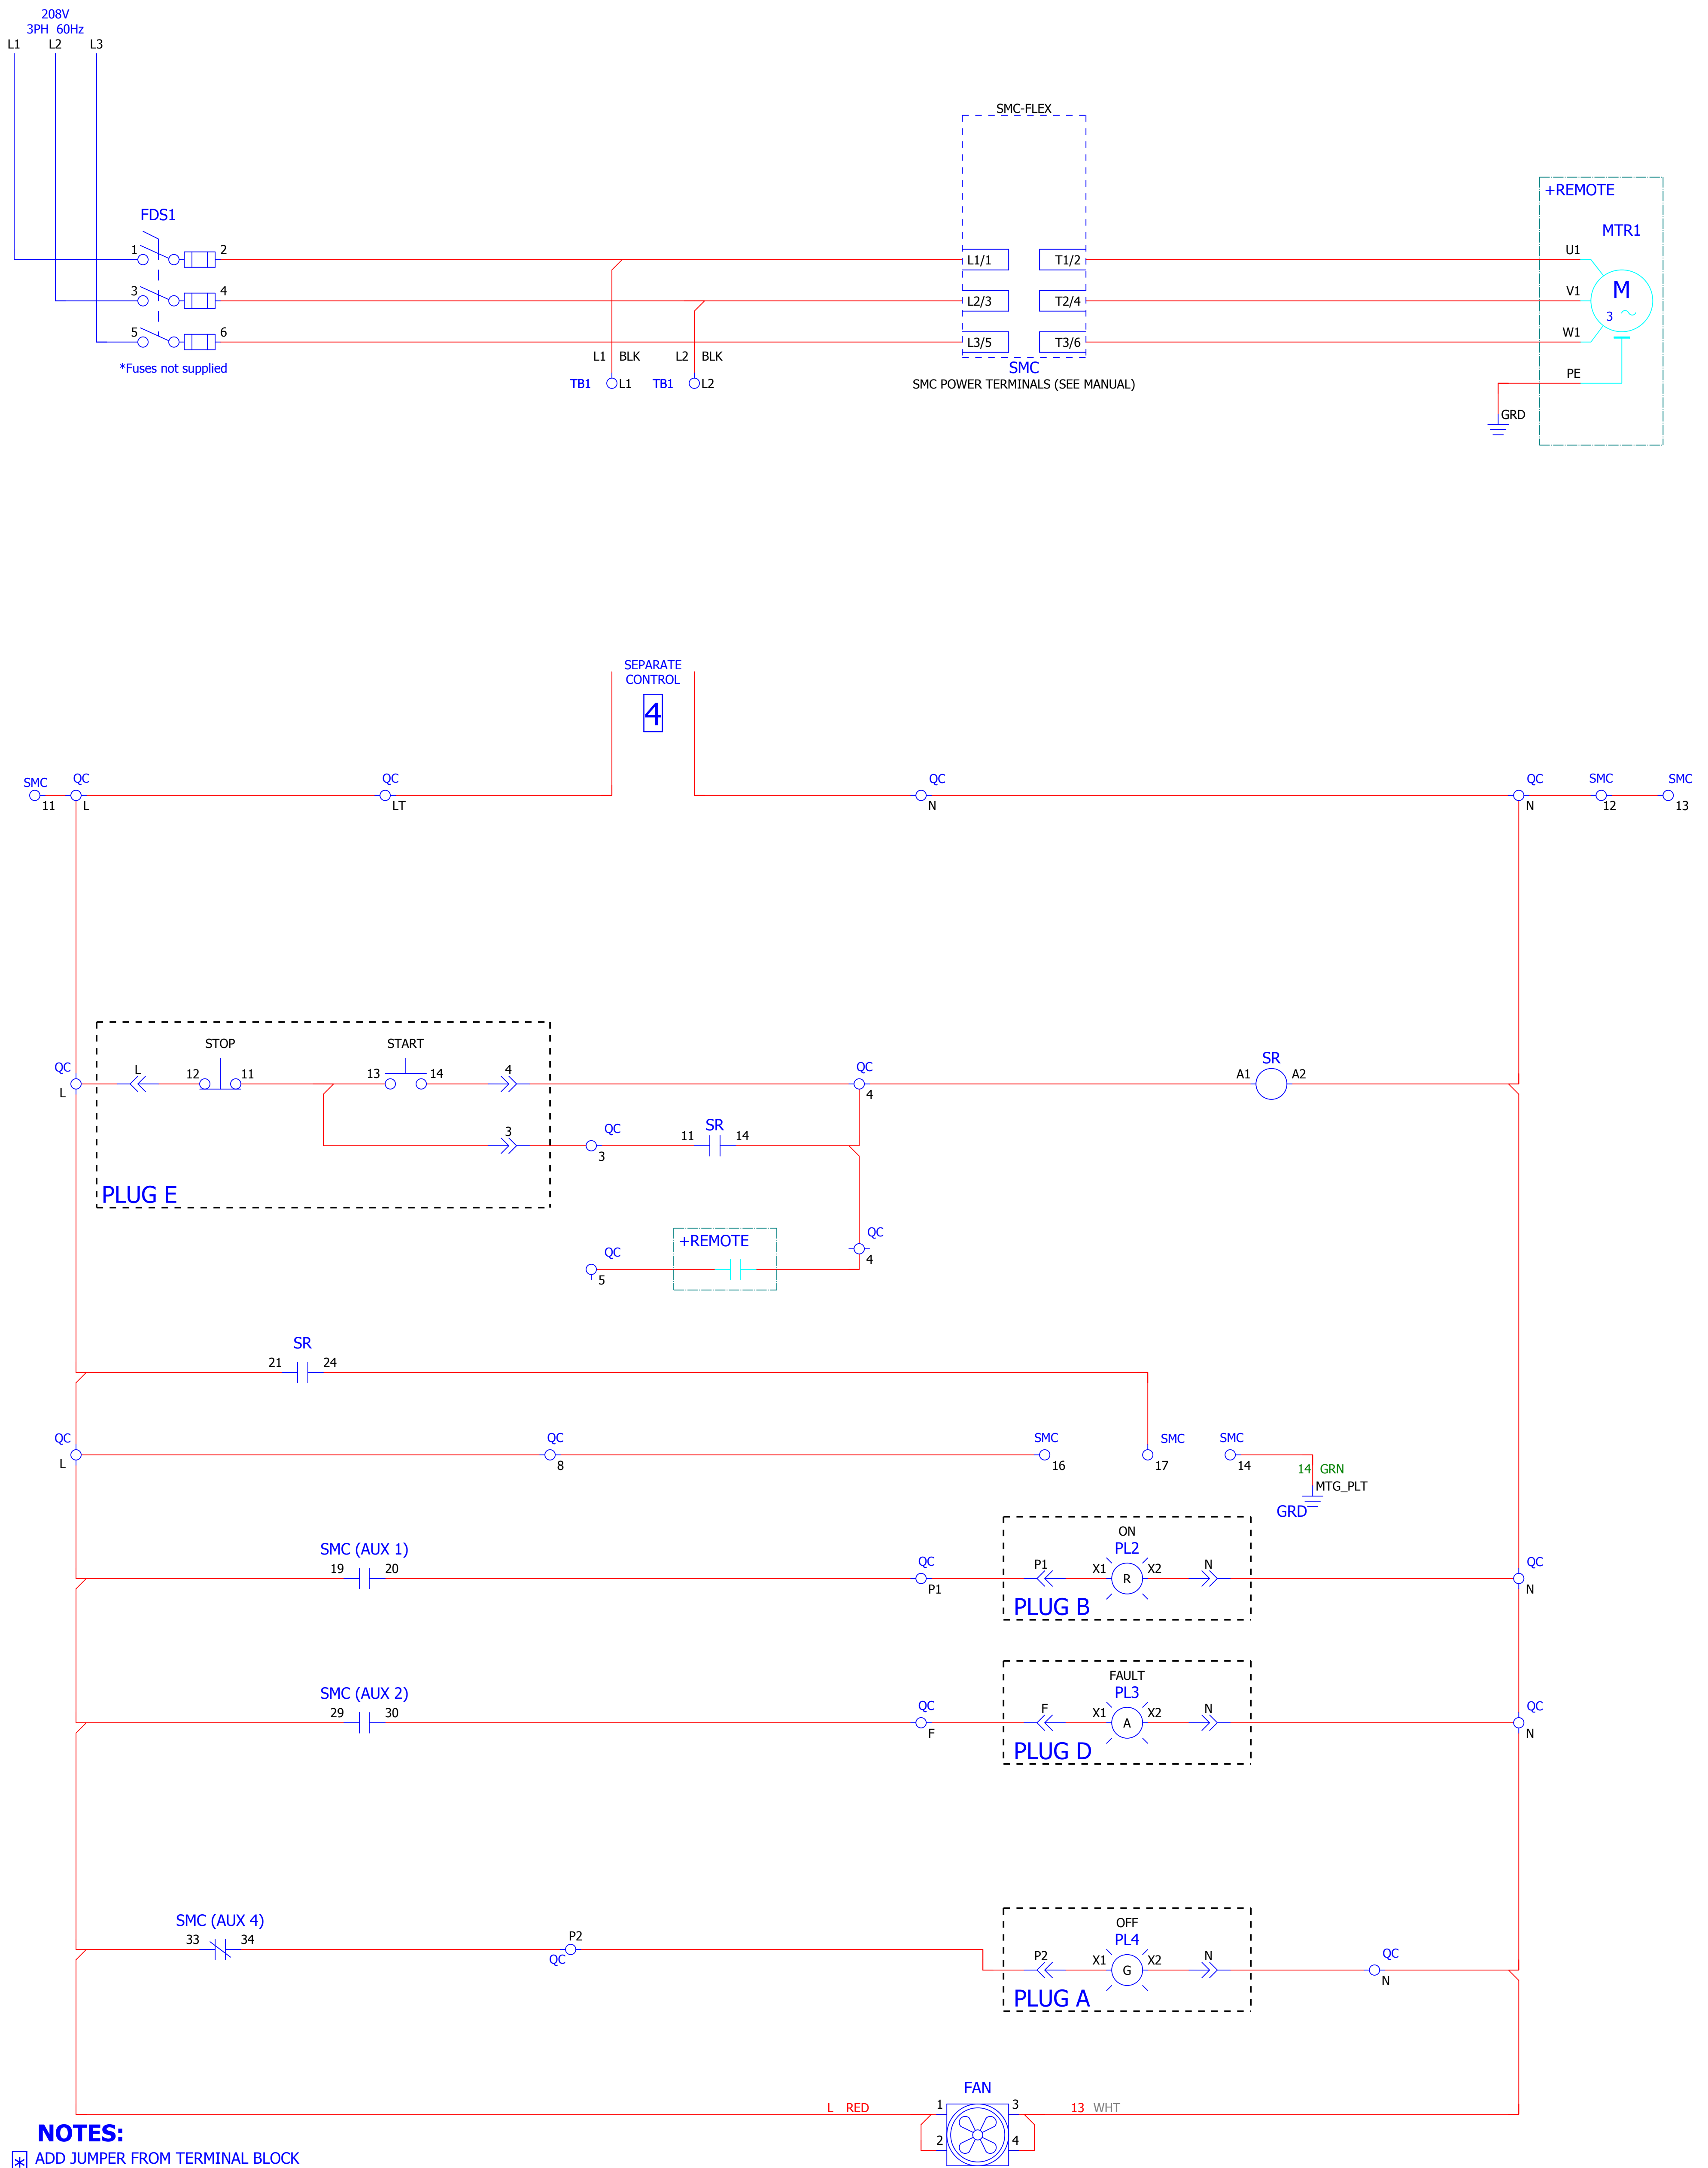 208V
3PH 60Hz
L1 L2 L3
SMC-FLEX
+REMOTE
FDS1
MTR1
1 2
L1/1 T1/2
U1
3 4
L2/3 T2/4
V1
M
3
5 6
L3/5 T3/6
W1
L1 BLK L2 BLK
*Fuses not supplied
SMC
TB1 L1 TB1 L2
SMC POWER TERMINALS (SEE MANUAL)
PE
GRD
SEPARATE
CONTROL
4
SMC QC QC QC QC SMC SMC
11 L LT N N 12 13
STOP START
SR
QC L 12 11 13 14 4 QC A1 A2
L 4
3 QC 11 SR 14
3
PLUG E
+REMOTE
QC QC
5 4
SR
21 24
QC QC SMC SMC SMC
L 8 16 17 14
14 GRN
MTG_PLT
GRD
ON
SMC (AUX 1) PL2
19 20 QC P1 X1 R X2 N QC
P1 N
PLUG B
FAULT
SMC (AUX 2) PL3
29 30 QC F X1 A X2 N QC
F N
PLUG D
OFF
SMC (AUX 4) PL4
33 34 P2
QC
P2 X1 G X2 N QC
N
PLUG A
FAN
L RED 1 3 13 WHT
2 4
NOTES:
* ADD JUMPER FROM TERMINAL BLOCK